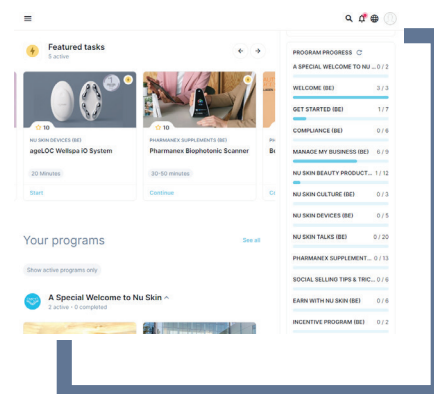 Featured tasks
5 active
10
NU SKIN DEVICES (BE)
ageLOC Wellspa iO System
20 Minutes
Start
10
PHARMANEX SUPPLEMENTS (BE)
Pharmanex Biophotonic Scanner
30-60 minutes
Continue
Your programs
See all
Show active programs only
A Special Welcome to Nu Skin
2 active - 0 completed
PROGRAM PROGRESS
A SPECIAL WELCOME TO NU ... 0 / 2
WELCOME (BE) 3 / 3
GET STARTED (BE) 1 / 7
COMPLIANCE (BE) 0 / 6
MANAGE MY BUSINESS (BE) 6 / 9
NU SKIN BEAUTY PRODUCT... 1 / 12
NU SKIN CULTURE (BE) 0 / 3
NU SKIN DEVICES (BE) 0 / 5
NU SKIN TALKS (BE) 0 / 20
PHARMANEX SUPPLEMENT... 0 / 13
SOCIAL SELLING TIPS & TRIC... 0 / 6
EARN WITH NU SKIN (BE) 0 / 6
INCENTIVE PROGRAM (BE) 0 / 2